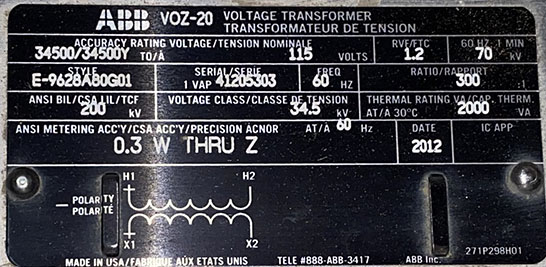 ABB VOZ-20 VOLTAGE TRANSFORMER
TRANSFORMATEUR DE TENSION
ACCURACY RATING VOLTAGE/TENSION NOMINALE RVF/FTC 60 HZ 1 MIN
34500/34500Y TO/A 115 VOLTS 1.2 70 kV
STYLE SERIAL/SÉRIE FREQ RATIO/RAPPORT
E-9628A80G01 1 VAP 41205303 60 HZ 300 :1
ANSI BIL/CSA LIL/TCF VOLTAGE CLASS/CLASSE DE TENSION THERMAL RATING VA/CAP. THERM.
200 kV 34.5 kV AT/A 30°C 2000 VA
ANSI METERING ACC'Y/CSA ACC'Y/PRECISION ACNOR AT/A 60 Hz DATE IC APP
0.3 W THRU Z 2012
H1 H2
POLARITY
POLARITÉ
X1 X2
MADE IN USA/FABRIQUE AUX ETATS UNIS TELE #888-ABB-3417 ABB Inc. 271P298H01